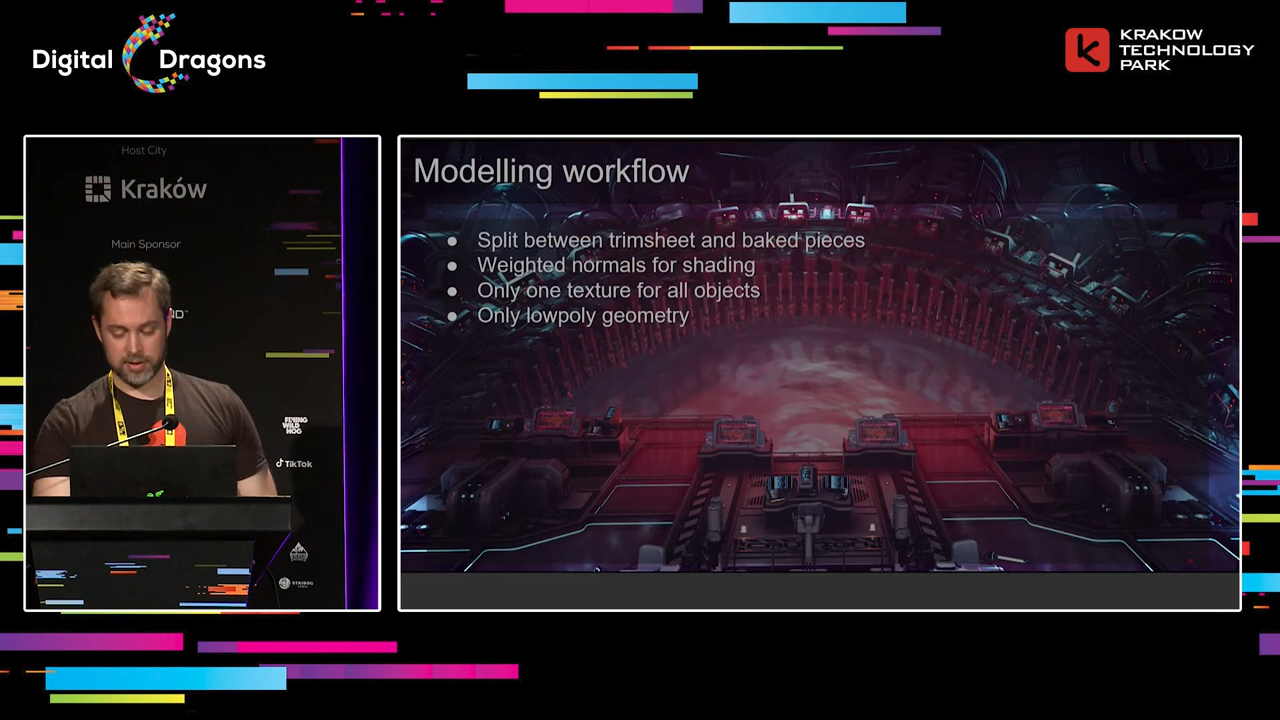 Digital Dragons
KRAKOW
TECHNOLOGY
PARK
Host City
Kraków
Main Sponsor
FLYING
WILD
HOG
TikTok
STRIBOG
Modelling workflow
● Split between trimsheet and baked pieces
● Weighted normals for shading
● Only one texture for all objects
● Only lowpoly geometry